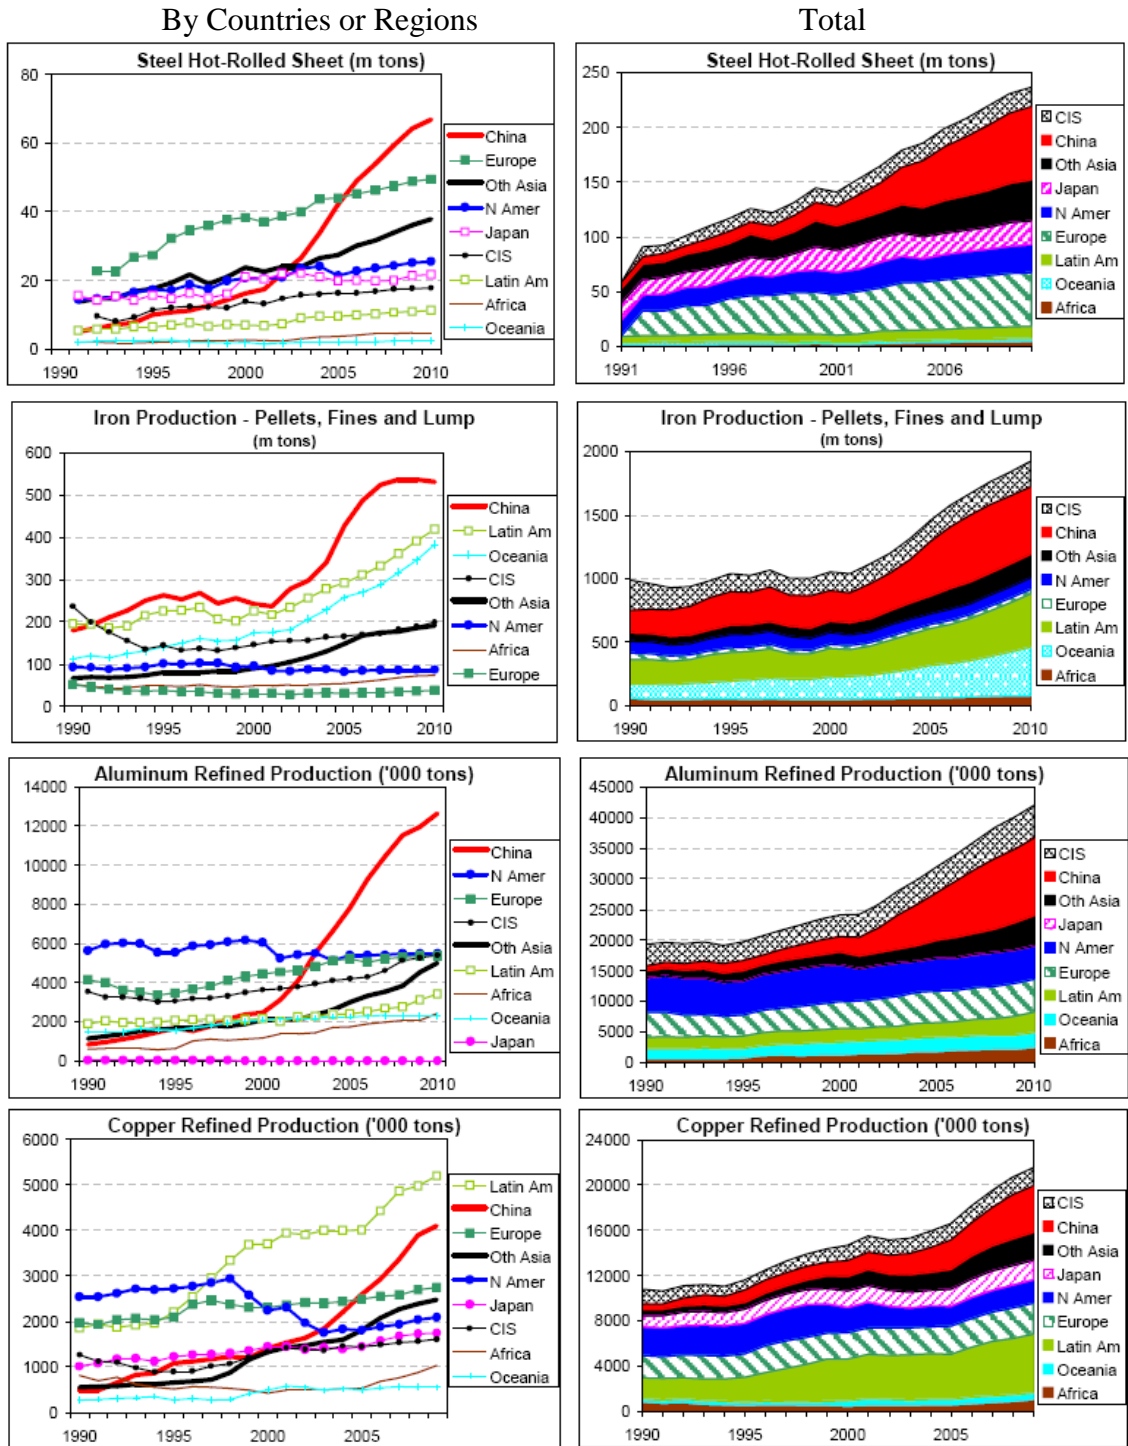 By Countries or Regions
Total
Steel Hot-Rolled Sheet (m tons)
80
60
40
20
0
1990 1995 2000 2005 2010
China
Europe
Oth Asia
N Amer
Japan
CIS
Latin Am
Africa
Oceania
Steel Hot-Rolled Sheet (m tons)
250
200
150
100
50
0
1991 1996 2001 2006
CIS
China
Oth Asia
Japan
N Amer
Europe
Latin Am
Oceania
Africa
Iron Production - Pellets, Fines and Lump
(m tons)
600
500
400
300
200
100
0
1990 1995 2000 2005 2010
China
Latin Am
Oceania
CIS
Oth Asia
N Amer
Africa
Europe
Iron Production - Pellets, Fines and Lump
(m tons)
2000
1500
1000
500
0
1990 1995 2000 2005 2010
CIS
China
Oth Asia
N Amer
Europe
Latin Am
Oceania
Africa
Aluminum Refined Production ('000 tons)
14000
12000
10000
8000
6000
4000
2000
0
1990 1995 2000 2005 2010
China
N Amer
Europe
CIS
Oth Asia
Latin Am
Africa
Oceania
Japan
Aluminum Refined Production ('000 tons)
45000
40000
35000
30000
25000
20000
15000
10000
5000
0
1990 1995 2000 2005 2010
CIS
China
Oth Asia
Japan
N Amer
Europe
Latin Am
Oceania
Africa
Copper Refined Production ('000 tons)
6000
5000
4000
3000
2000
1000
0
1990 1995 2000 2005
Latin Am
China
Europe
Oth Asia
N Amer
Japan
CIS
Africa
Oceania
Copper Refined Production ('000 tons)
24000
20000
16000
12000
8000
4000
0
1990 1995 2000 2005
CIS
China
Oth Asia
Japan
N Amer
Europe
Latin Am
Oceania
Africa